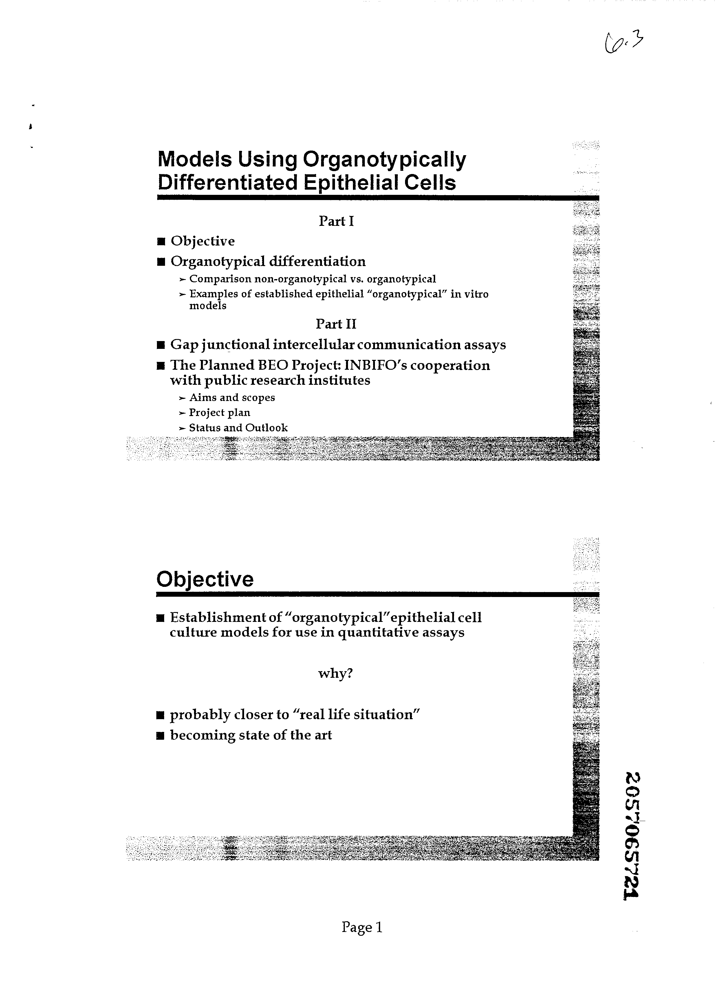 6.3
Models Using Organotypically
Differentiated Epithelial Cells
Part I
■ Objective
■ Organotypical differentiation
➢ Comparison non-organotypical vs. organotypical
➢ Examples of established epithelial "organotypical" in vitro
models
Part II
■ Gap junctional intercellular communication assays
■ The Planned BEO Project: INBIFO's cooperation
with public research institutes
➢ Aims and scopes
➢ Project plan
➢ Status and Outlook
Objective
■ Establishment of "organotypical"epithelial cell
culture models for use in quantitative assays
why?
■ probably closer to "real life situation"
■ becoming state of the art
2057065721
Page 1